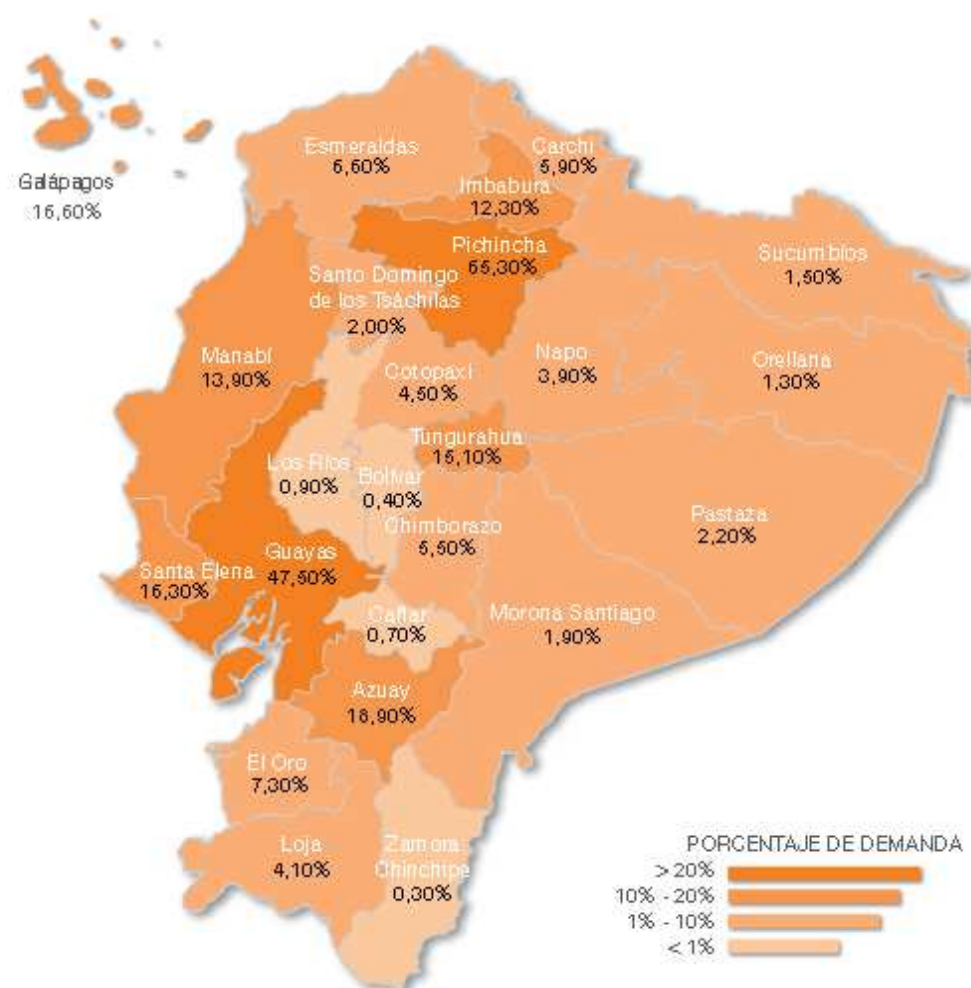 Esmeraldas
6,60%
Carchi
5,90%
Galápagos
16,60%
Imbabura
12,30%
Pichincha
65,30%
Sucumbíos
1,50%
Santo Domingo
de los Tsáchilas
2,00%
Manabí
13,90%
Cotopaxi
4,50%
Napo
3,90%
Orellana
1,30%
Tungurahua
15,10%
Los Ríos
0,90%
Bolívar
0,40%
Chimborazo
5,50%
Pastaza
2,20%
Guayas
47,50%
Santa Elena
16,30%
Cañar
0,70%
Morona Santiago
1,90%
Azuay
18,90%
El Oro
7,30%
Loja
4,10%
Zamora
Chinchipe
0,30%
PORCENTAJE DE DEMANDA
> 20%
10% - 20%
1% - 10%
< 1%